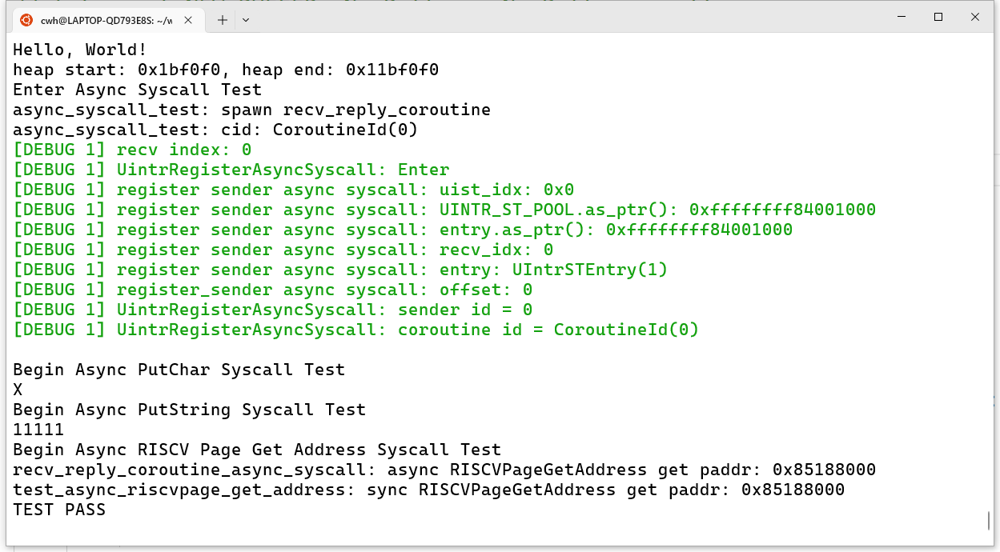 cwh@LAPTOP-QD793E8S: ~/w
Hello, World!
heap start: 0x1bf0f0, heap end: 0x11bf0f0
Enter Async Syscall Test
async_syscall_test: spawn recv_reply_coroutine
async_syscall_test: cid: CoroutineId(0)
[DEBUG 1] recv index: 0
[DEBUG 1] UintrRegisterAsyncSyscall: Enter
[DEBUG 1] register sender async syscall: uist_idx: 0x0
[DEBUG 1] register sender async syscall: UINTR_ST_POOL.as_ptr(): 0xffffffff84001000
[DEBUG 1] register sender async syscall: entry.as_ptr(): 0xffffffff84001000
[DEBUG 1] register sender async syscall: recv_idx: 0
[DEBUG 1] register sender async syscall: entry: UIntrSTEntry(1)
[DEBUG 1] register_sender async syscall: offset: 0
[DEBUG 1] UintrRegisterAsyncSyscall: sender id = 0
[DEBUG 1] UintrRegisterAsyncSyscall: coroutine id = CoroutineId(0)
Begin Async PutChar Syscall Test
X
Begin Async PutString Syscall Test
11111
Begin Async RISCV Page Get Address Syscall Test
recv_reply_coroutine_async_syscall: async RISCVPageGetAddress get paddr: 0x85188000
test_async_riscvpage_get_address: sync RISCVPageGetAddress get paddr: 0x85188000
TEST PASS